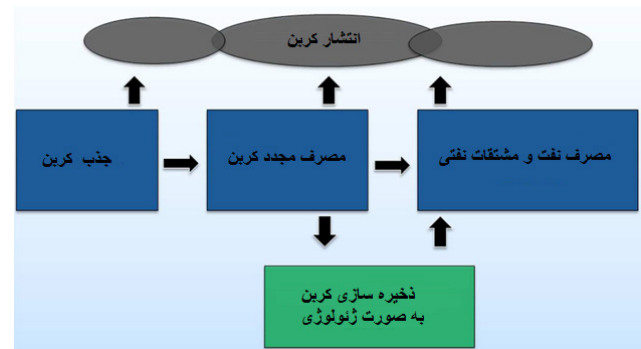 انتشار کربن
جذب کربن
مصرف مجدد کربن
مصرف نفت و مشتقات نفتی
ذخیره سازی کربن
به صورت ژئولوژی